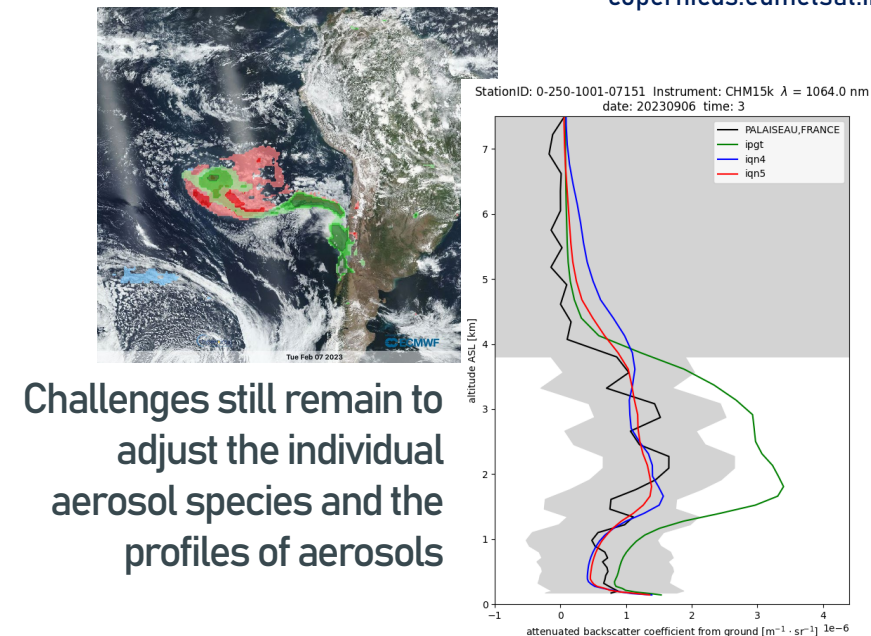 copernicus.eumetsat.in
Tue Feb 07 2023
Challenges still remain to
adjust the individual
aerosol species and the
profiles of aerosols
StationID: 0-250-1001-07151 Instrument: CHM15k λ = 1064.0 nm
date: 20230906 time: 3
PALAISEAU,FRANCE
ipgt
iqn4
iqn5
altitude ASL [km]
7
6
5
4
3
2
1
0
−1 0 1 2 3 4
1e−6
attenuated backscatter coefficient from ground [m⁻¹ · sr⁻¹]